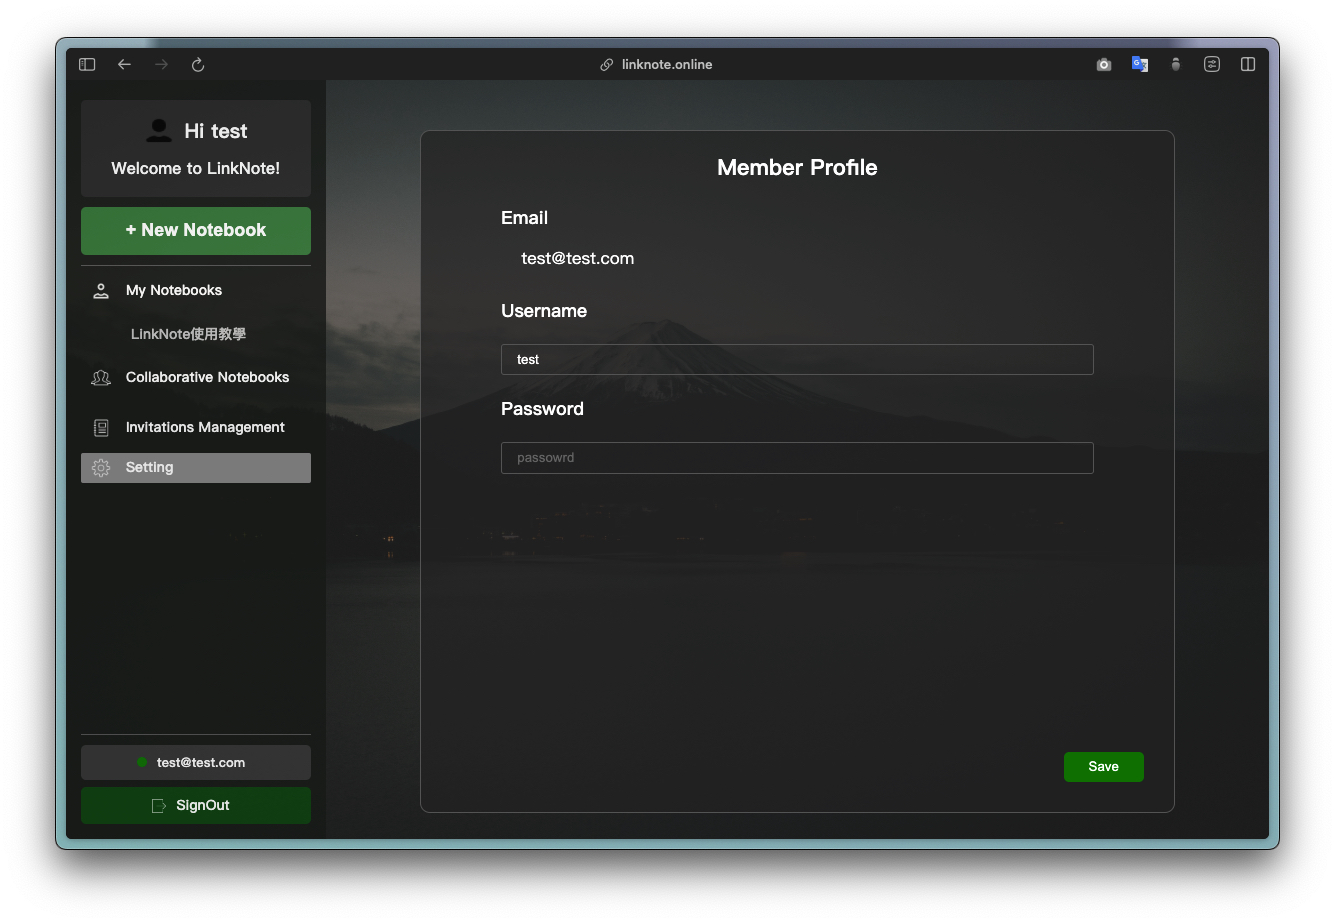 linknote.online
Hi test
Welcome to LinkNote!
+ New Notebook
My Notebooks
LinkNote使用教學
Collaborative Notebooks
Invitations Management
Setting
test@test.com
SignOut
Member Profile
Email
test@test.com
Username
test
Password
passowrd
Save